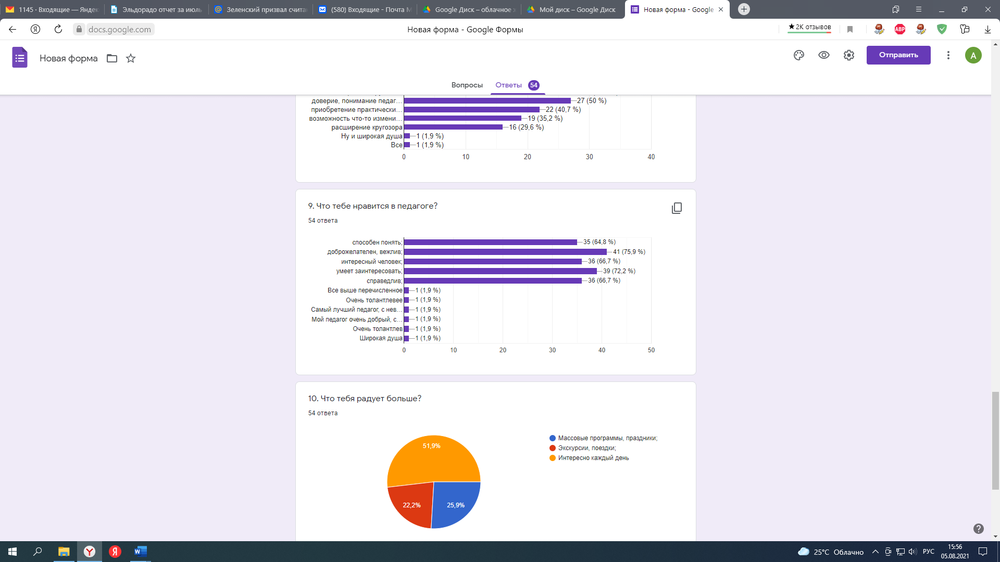 1145 · Входящие — Яндек
Эльдорадо отчет за июль
Зеленский призвал счита
(580) Входящие - Почта M
Google Диск – облачное х
Мой диск – Google Диск
Новая форма - Google
docs.google.com
Новая форма - Google Формы
★2К отзывов
ABP
Новая форма
Отправить
A
Вопросы
Ответы 54
доверие, понимание педаг... 27 (50 %)
приобретение практически... 22 (40,7 %)
возможность что-то измени... 19 (35,2 %)
расширение кругозора 16 (29,6 %)
Ну и широкая душа 1 (1,9 %)
Все 1 (1,9 %)
0 10 20 30 40
9. Что тебе нравится в педагоге?
54 ответа
способен понять; 35 (64,8 %)
доброжелателен, вежлив; 41 (75,9 %)
интересный человек; 36 (66,7 %)
умеет заинтересовать; 39 (72,2 %)
справедлив; 36 (66,7 %)
Все выше перечисленное 1 (1,9 %)
Очень толантлевее 1 (1,9 %)
Самый лучший педагог, с нев... 1 (1,9 %)
Мой педагог очень добрый, с... 1 (1,9 %)
Очень толантлев 1 (1,9 %)
Широкая душа 1 (1,9 %)
0 10 20 30 40 50
10. Что тебя радует больше?
54 ответа
Массовые программы, праздники;
Экскурсии, поездки;
Интересно каждый день
51,9%
22,2%
25,9%
25°C Облачно
РУС
15:56
05.08.2021